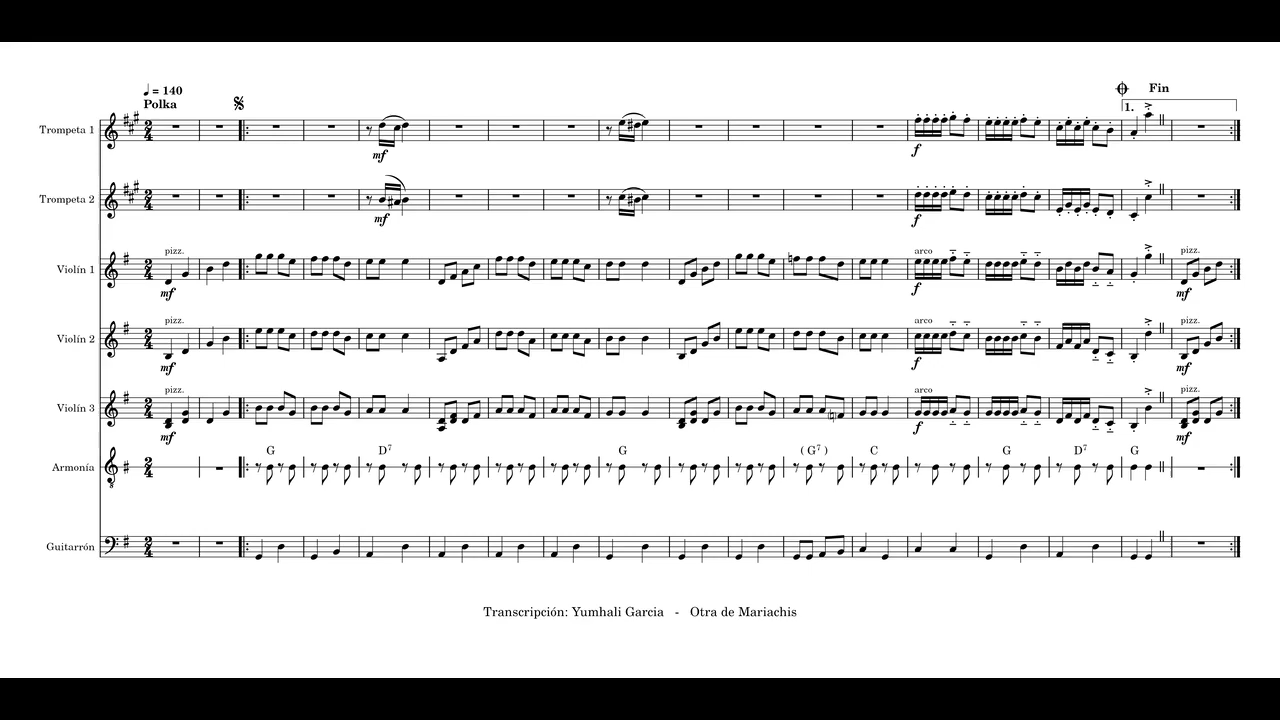 ♩ = 140
Polka
Fin
1.
Trompeta 1
mf
f
Trompeta 2
mf
f
pizz.
arco
pizz.
Violín 1
mf
f
mf
pizz.
arco
pizz.
Violín 2
mf
f
mf
pizz.
arco
pizz.
Violín 3
mf
f
mf
G D7 G (G7) C G D7 G
Armonía
Guitarrón
Transcripción: Yumhali Garcia - Otra de Mariachis